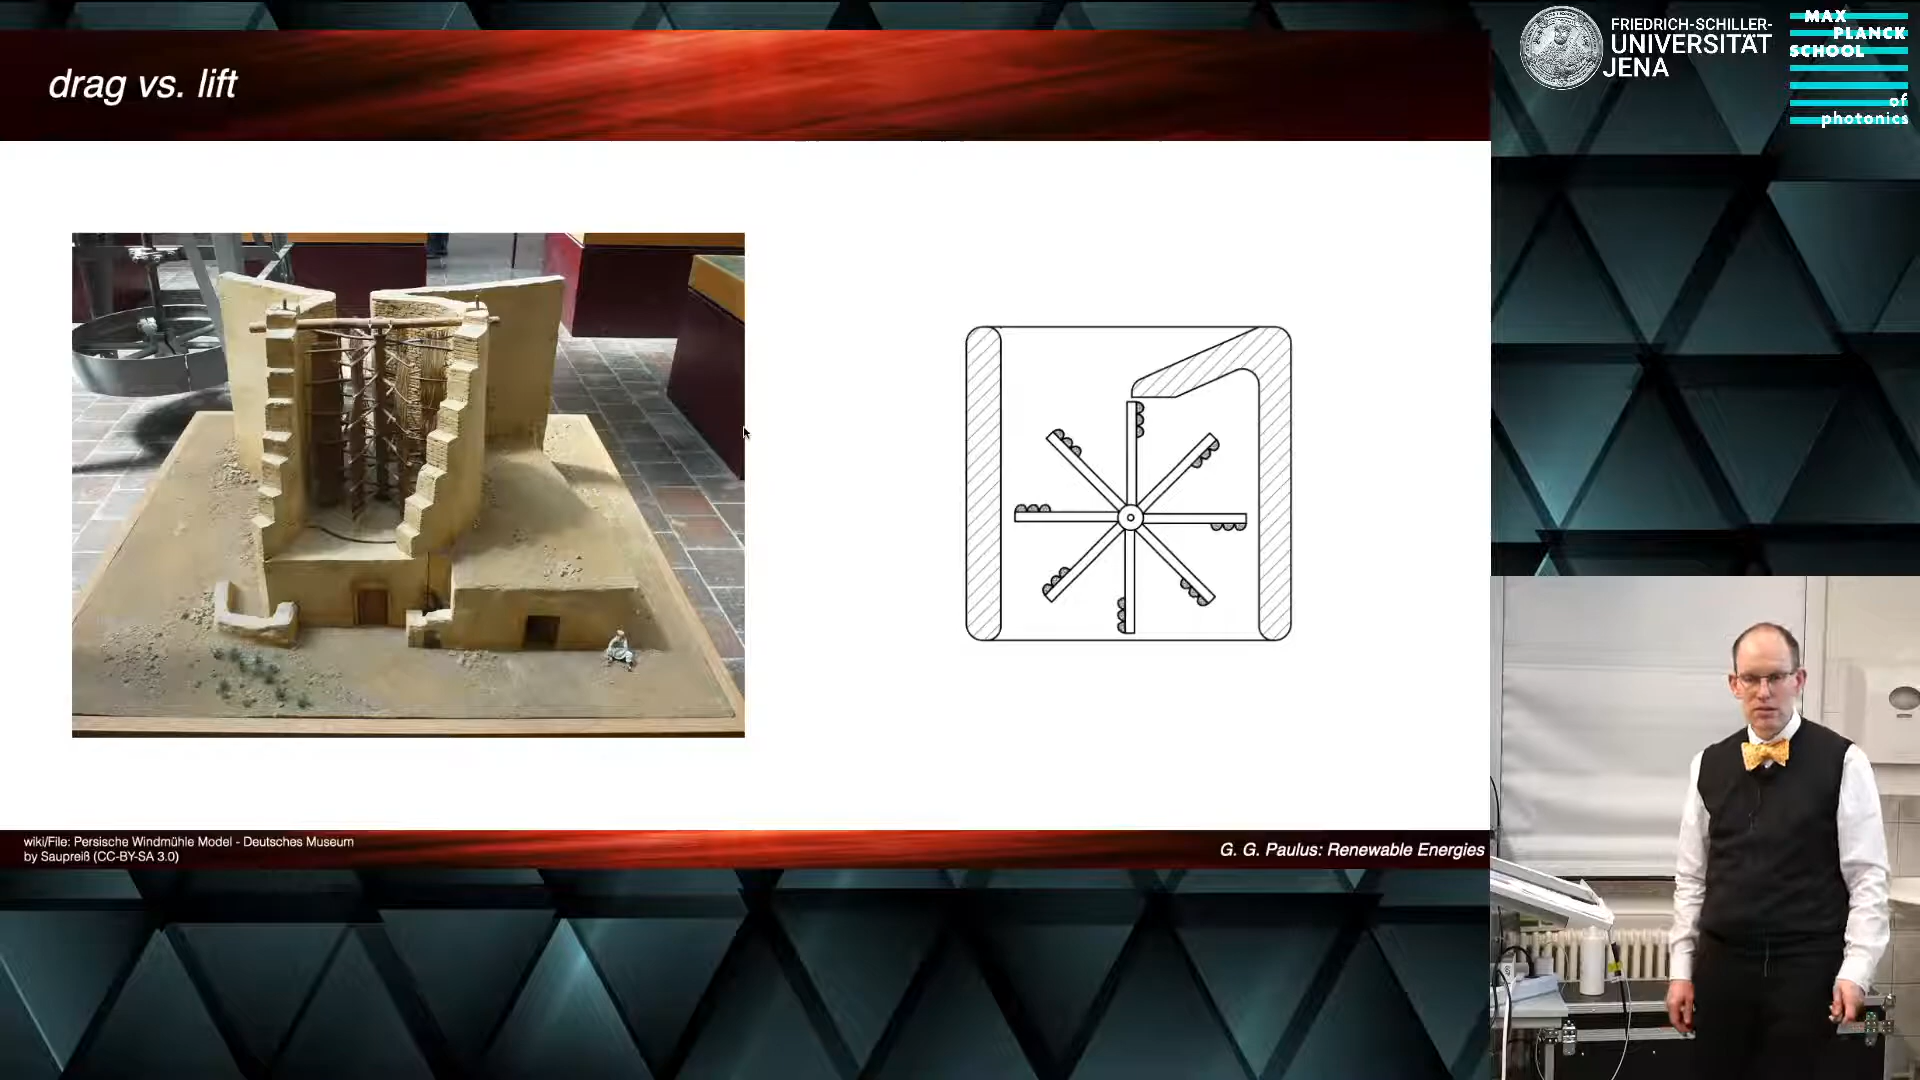 drag vs. lift
FRIEDRICH-SCHILLER-
UNIVERSITÄT
JENA
MAX
PLANCK
SCHOOL
of
photonics
wiki/File: Persische Windmühle Model - Deutsches Museum
by Saupreiß (CC-BY-SA 3.0)
G. G. Paulus: Renewable Energies